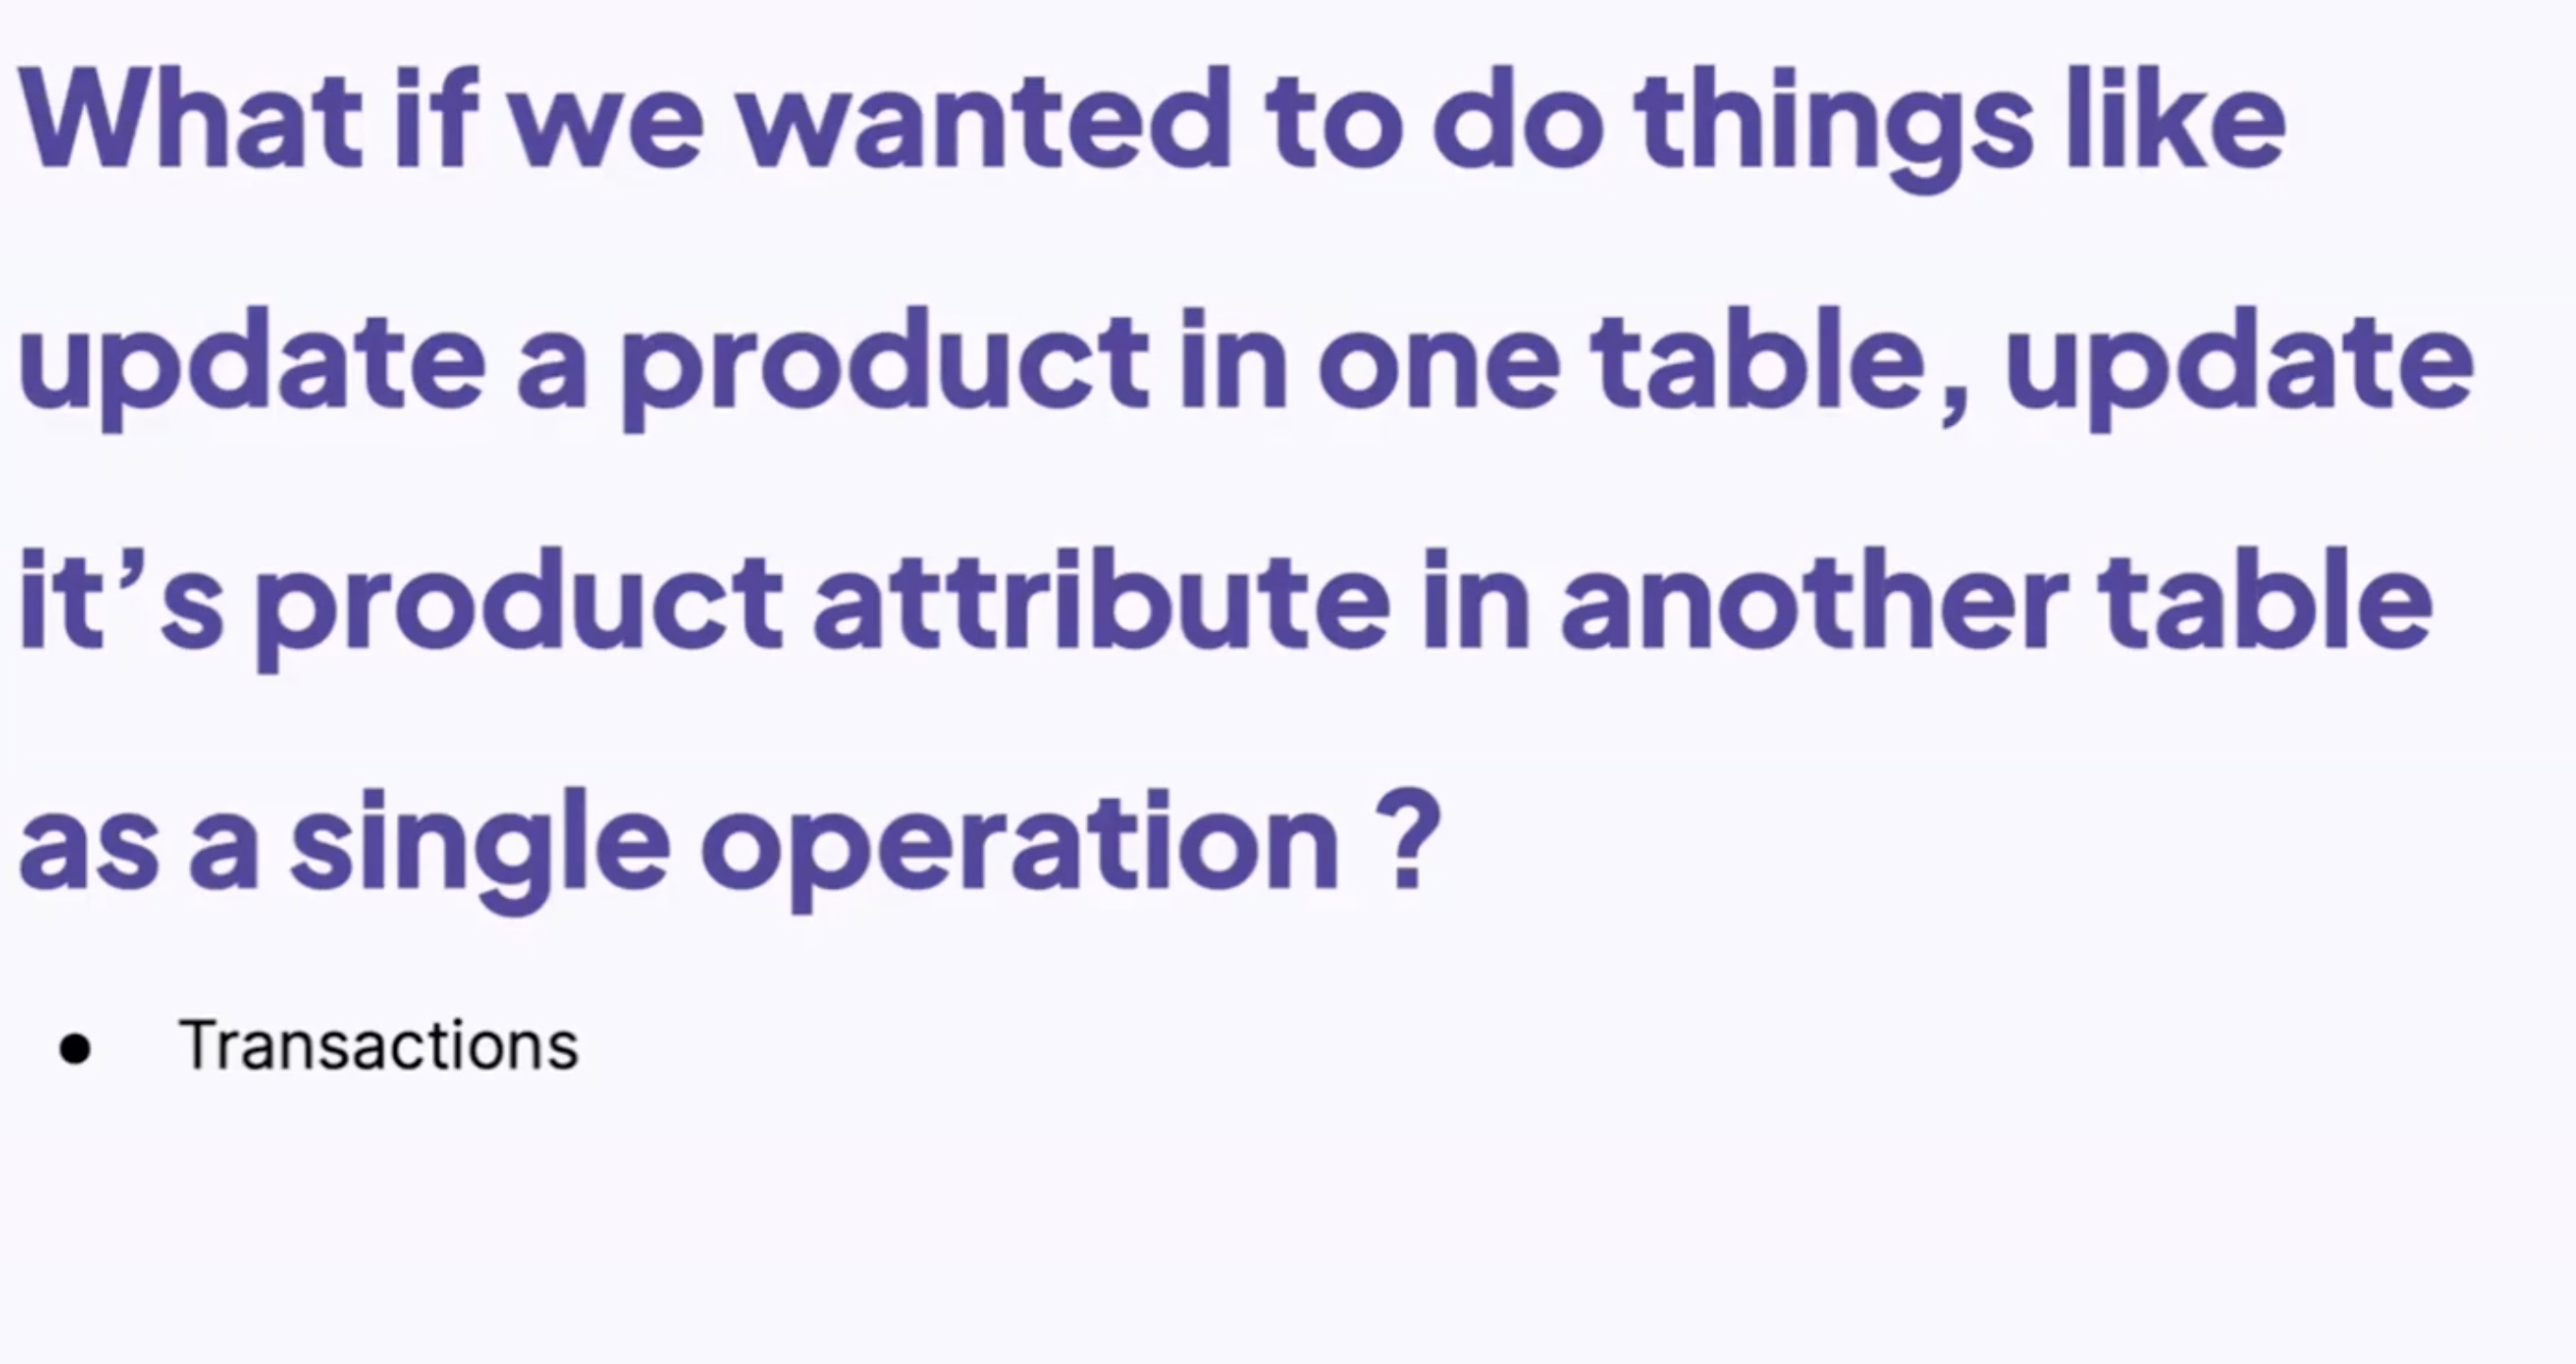 What if we wanted to do things like
update a product in one table, update
it’s product attribute in another table
as a single operation ?
● Transactions